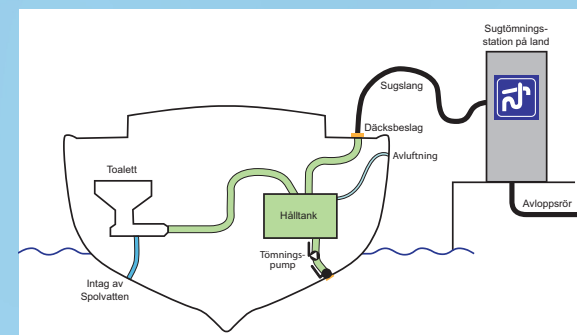 Sugtömnings-
station på land
Sugslang
Däcksbeslag
Toalett
Avluftning
Hålltank
Avloppsrör
Tömnings-
pump
Intag av
Spolvatten